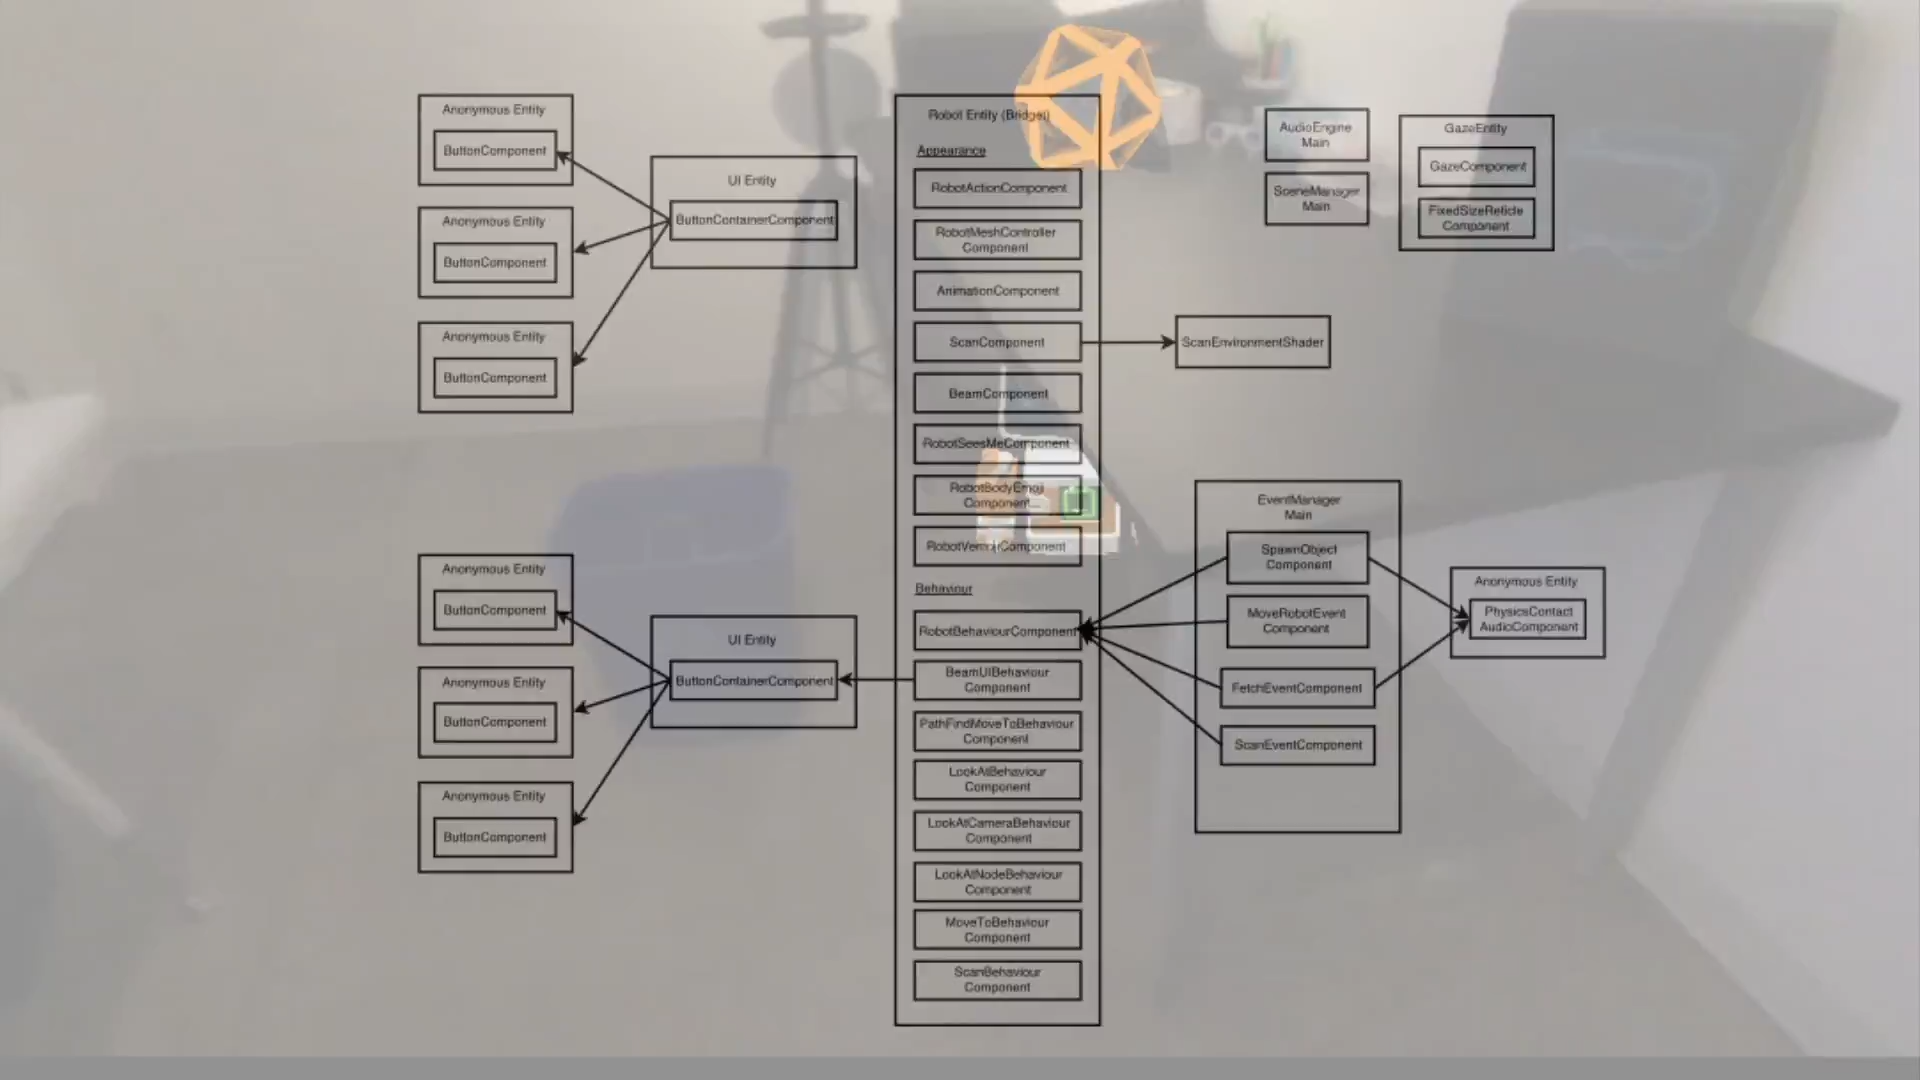 Anonymous Entity
ButtonComponent
Anonymous Entity
ButtonComponent
Anonymous Entity
ButtonComponent
UI Entity
ButtonContainerComponent
Anonymous Entity
ButtonComponent
Anonymous Entity
ButtonComponent
Anonymous Entity
ButtonComponent
UI Entity
ButtonContainerComponent
Robot Entity (Bridget)
Appearance
RobotActionComponent
RobotMeshController
Component
AnimationComponent
ScanComponent
BeamComponent
RobotSeesMeComponent
RobotBodyEmoji
Component...
Behaviour
RobotBehaviourComponent
BeamUIBehaviour
Component
PathFindMoveToBehaviour
Component
LookAtBehaviour
Component
LookAtCameraBehaviour
Component
LookAtNodeBehaviour
Component
MoveToBehaviour
Component
ScanBehaviour
Component
AudioEngine
Main
SceneManager
Main
GazeEntity
GazeComponent
FixedSizeReticle
Component
ScanEnvironmentShader
EventManager
Main
SpawnObject
Component
MoveRobotEvent
Component
FetchEventComponent
ScanEventComponent
Anonymous Entity
PhysicsContact
AudioComponent